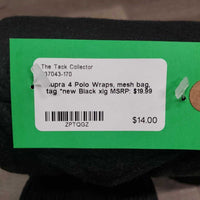 The Tack Collector
37043-170
Supra 4 Polo Wraps, mesh bag,
tag *new Black xlg MSRP: $19.99
ZPTQGZ
$14.00